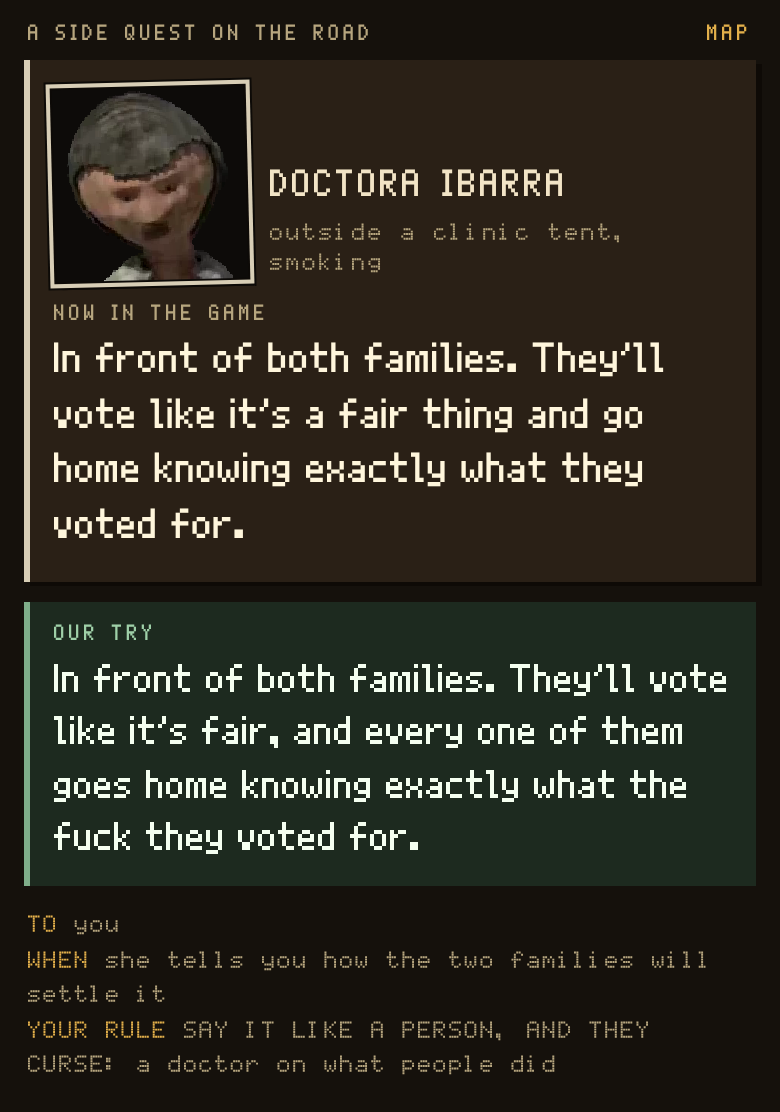 A SIDE QUEST ON THE ROAD
MAP
DOCTORA IBARRA
outside a clinic tent,
smoking
NOW IN THE GAME
In front of both families. They'll
vote like it's a fair thing and go
home knowing exactly what they
voted for.
OUR TRY
In front of both families. They'll vote
like it's fair, and every one of them
goes home knowing exactly what the
fuck they voted for.
TO you
WHEN she tells you how the two families will
settle it
YOUR RULE SAY IT LIKE A PERSON, AND THEY
CURSE: a doctor on what people did